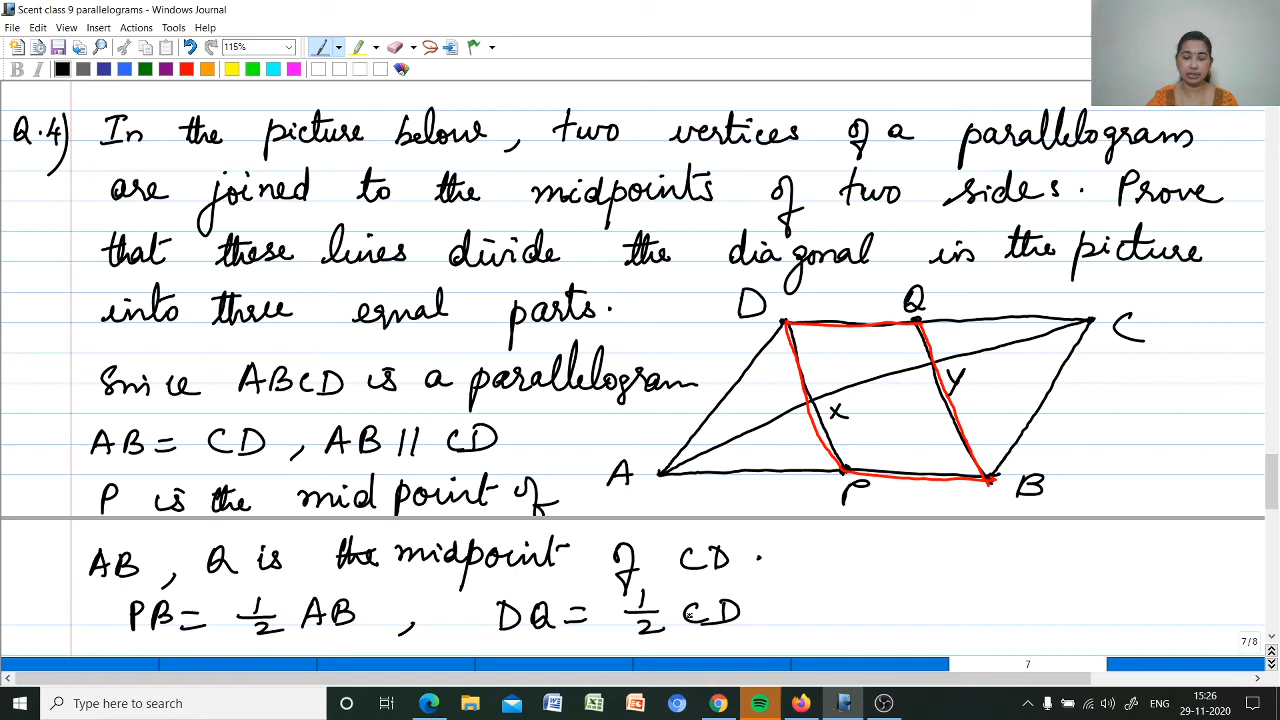 Scent class 9 parallelograms - Windows Journal
File Edit View Insert Actions Tools Help
115%
B I
Q.4) In the picture below, two vertices of a parallelogram
are joined to the midpoints of two sides. Prove
that these lines divide the diagonal in the picture
into three equal parts.
D Q C
Since ABCD is a parallelogram
x y
AB = CD, AB // CD
A P B
P is the mid point of
AB, Q is the midpoint of CD.
PB = 1/2 AB, DQ = 1/2 CD
7/8
7
Type here to search
ENG
15:26
29-11-2020